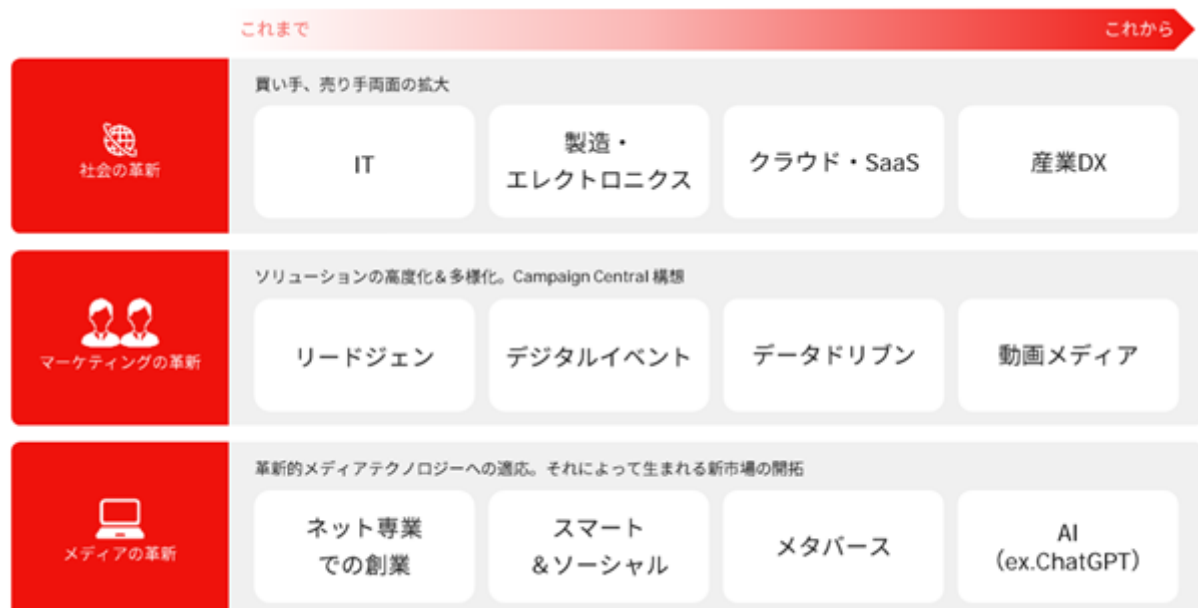 これまで
これから
社会の革新
買い手、売り手両面の拡大
IT
製造・
エレクトロニクス
クラウド・SaaS
産業DX
マーケティングの革新
ソリューションの高度化&多様化。Campaign Central 構想
リードジェン
デジタルイベント
データドリブン
動画メディア
メディアの革新
革新的メディアテクノロジーへの適応。それによって生まれる新市場の開拓
ネット専業
での創業
スマート
&ソーシャル
メタバース
AI
(ex.ChatGPT)